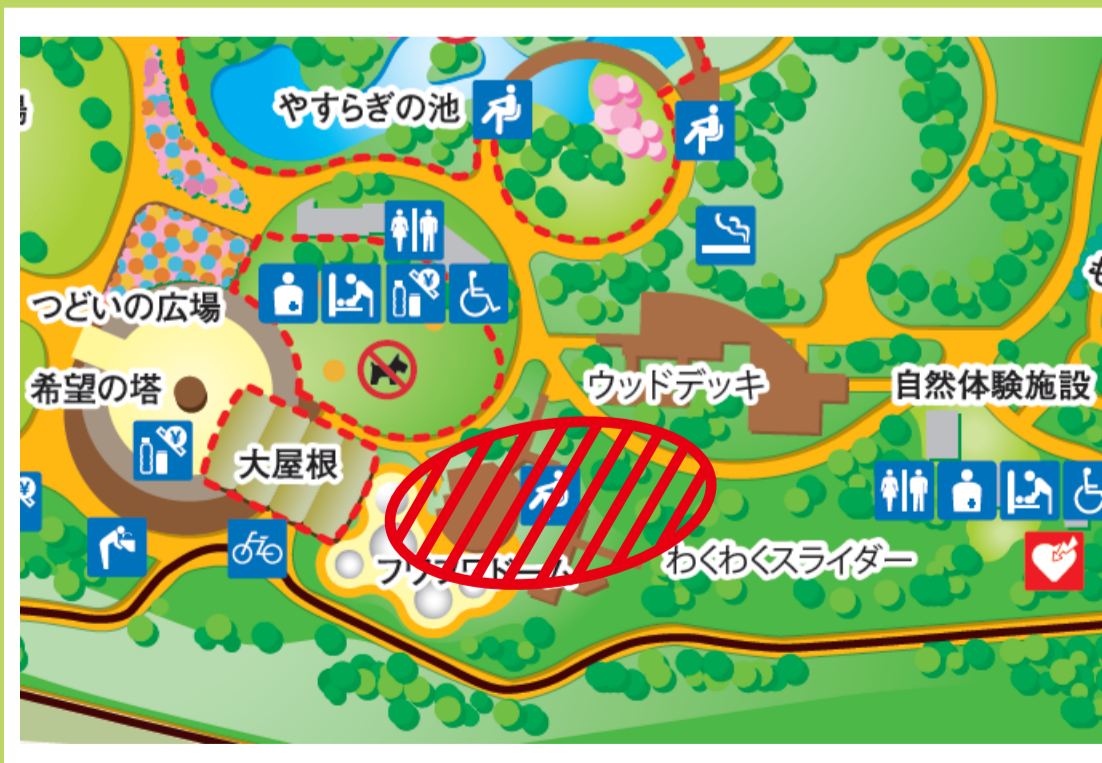 やすらぎの池
つどいの広場
希望の塔
大屋根
ウッドデッキ
自然体験施設
わくわくスライダー